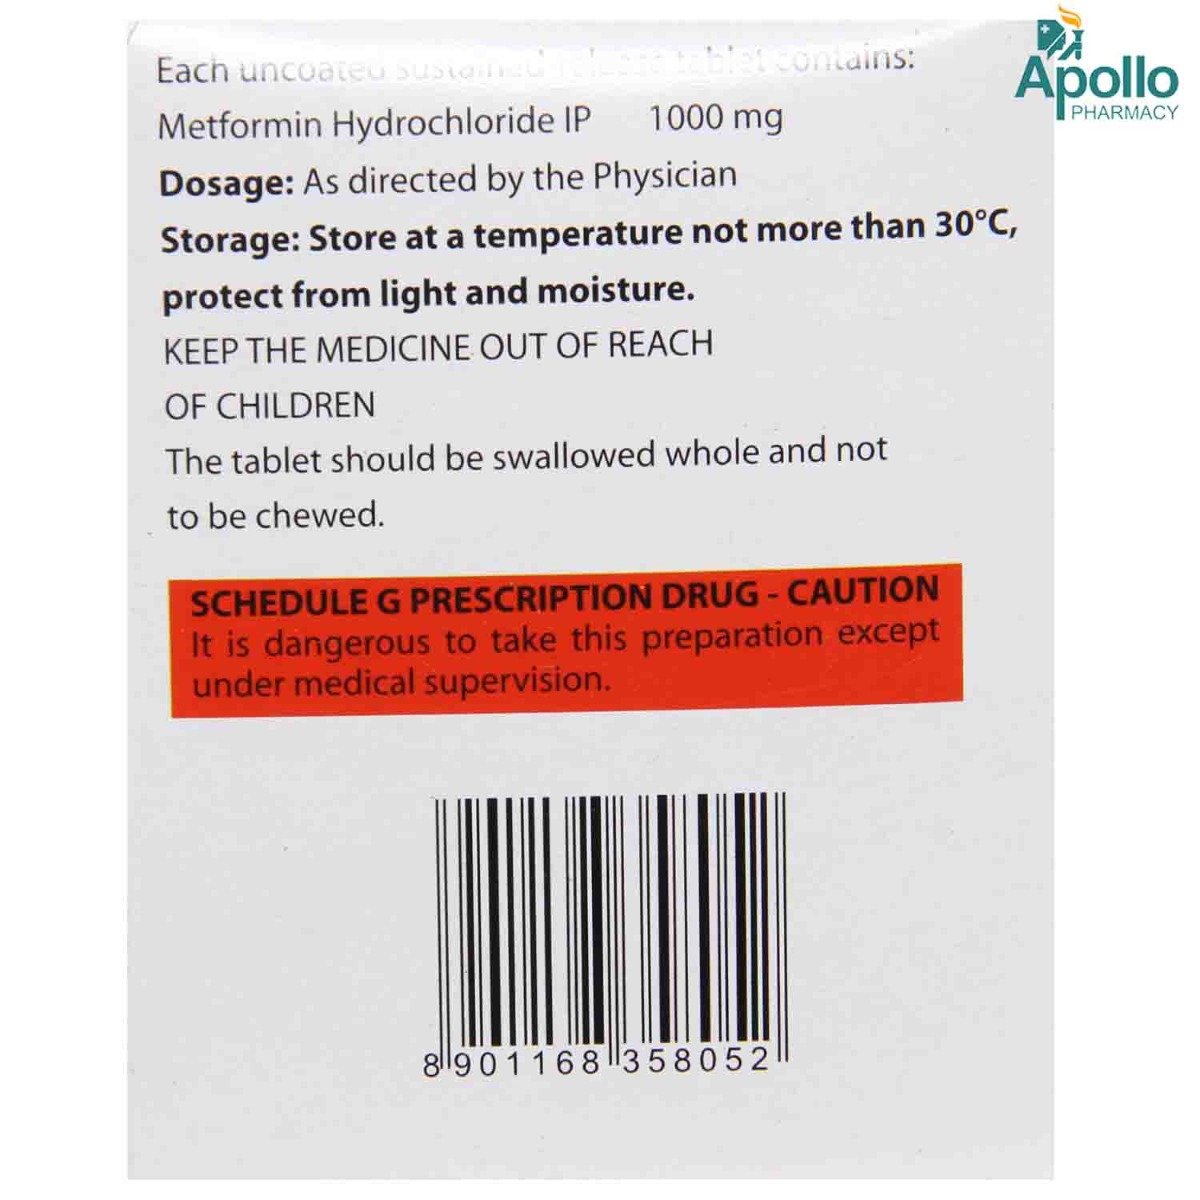 Apollo
PHARMACY
Each uncoated sustained release tablet contains:
Metformin Hydrochloride IP 1000 mg
Dosage: As directed by the Physician
Storage: Store at a temperature not more than 30°C,
protect from light and moisture.
KEEP THE MEDICINE OUT OF REACH
OF CHILDREN
The tablet should be swallowed whole and not
to be chewed.
SCHEDULE G PRESCRIPTION DRUG - CAUTION
It is dangerous to take this preparation except
under medical supervision.
8 901168 358052